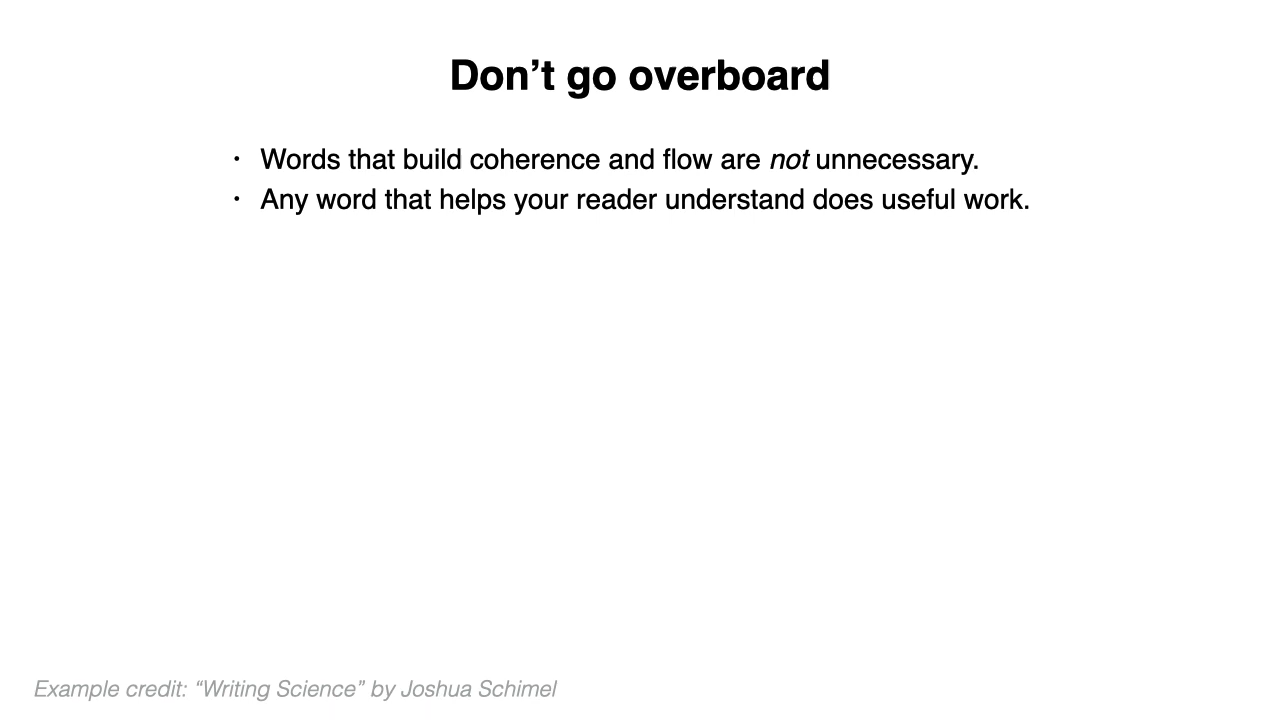 Don’t go overboard
· Words that build coherence and flow are not unnecessary.
· Any word that helps your reader understand does useful work.
Example credit: “Writing Science” by Joshua Schimel